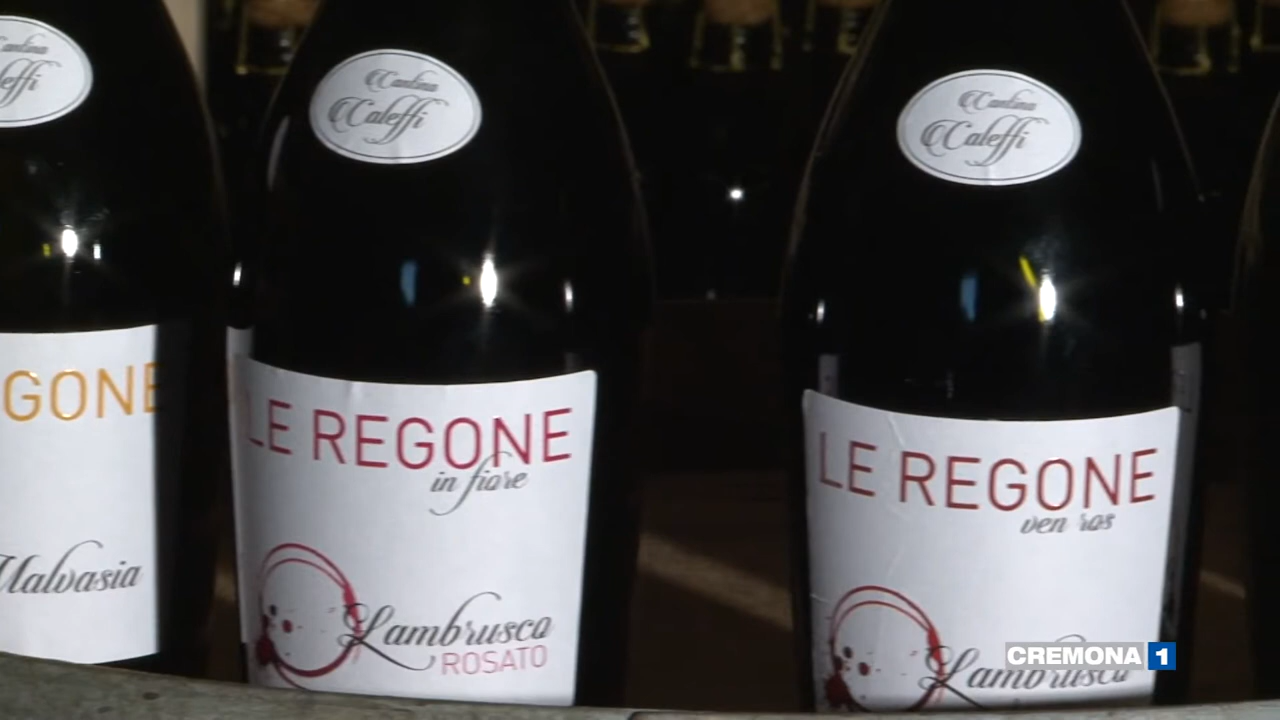 Cantina
Caleffi
Cantina
Caleffi
Cantina
Caleffi
GONE
Malvasia
LE REGONE
in fiore
Lambrusco
ROSATO
LE REGONE
ven ros
Lambrusco
CREMONA 1